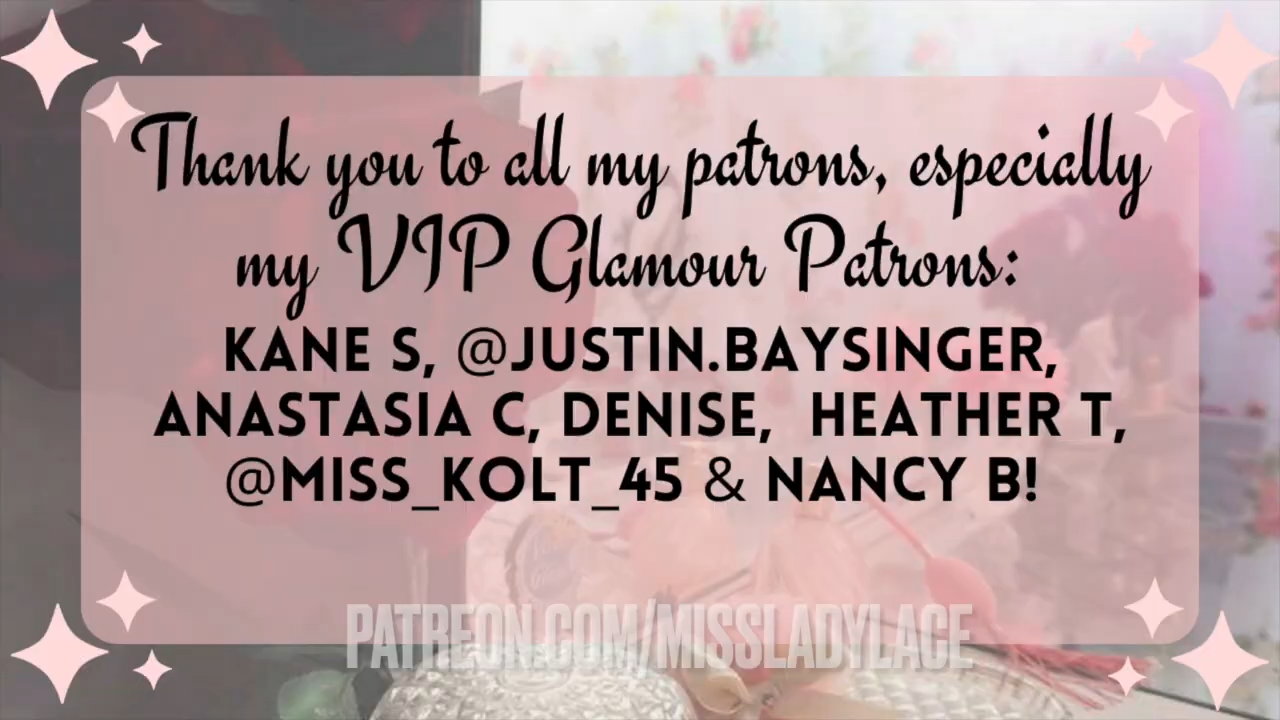 Thank you to all my patrons, especially
my VIP Glamour Patrons:
KANE S, @JUSTIN.BAYSINGER,
ANASTASIA C, DENISE, HEATHER T,
@MISS_KOLT_45 & NANCY B!
PATREON.COM/MISSLADYLACE